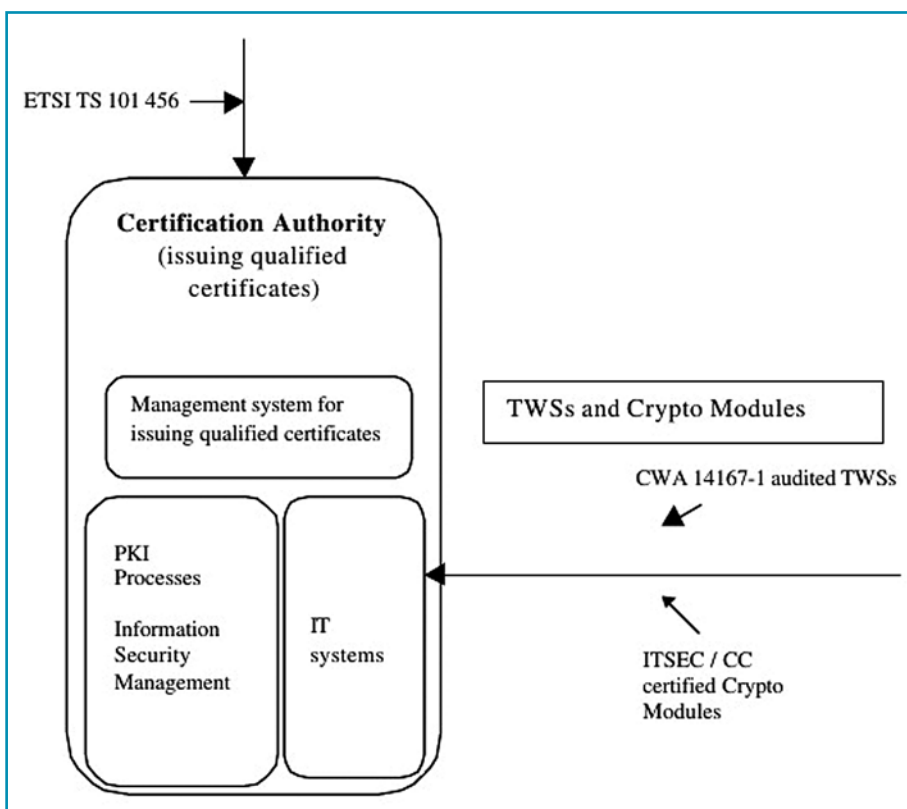 ETSI TS 101 456
Certification Authority
(issuing qualified
certificates)
Management system for
issuing qualified certificates
TWSs and Crypto Modules
CWA 14167-1 audited TWSs
PKI
Processes
Information
Security
Management
IT
systems
ITSEC / CC
certified Crypto
Modules